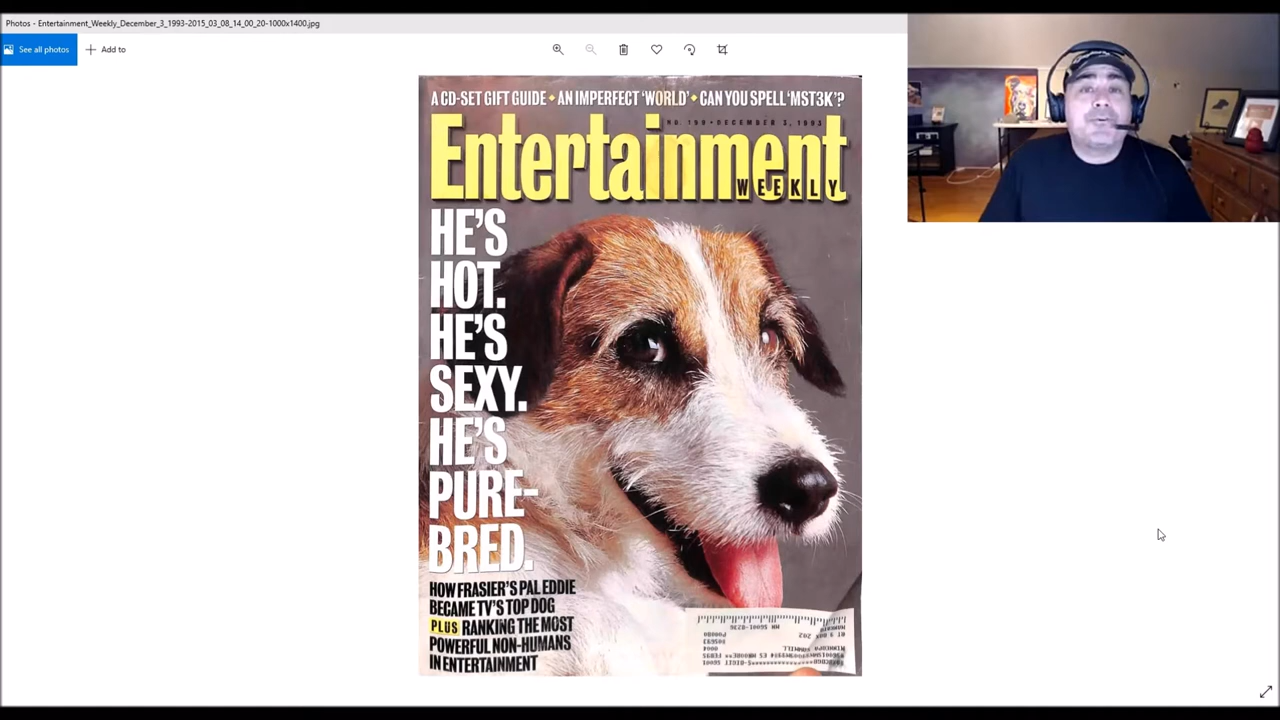 Photos - Entertainment_Weekly_December_3_1993-2015_03_08_14_00_20-1000x1400.jpg
See all photos
Add to
A CD-SET GIFT GUIDE • AN IMPERFECT 'WORLD' • CAN YOU SPELL 'MST3K'?
NO. 199 • DECEMBER 3, 1993
Entertainment
WEEKLY
HE'S
HOT.
HE'S
SEXY.
HE'S
PURE-
BRED.
HOW FRASIER'S PAL EDDIE
BECAME TV'S TOP DOG
PLUS RANKING THE MOST
POWERFUL NON-HUMANS
IN ENTERTAINMENT